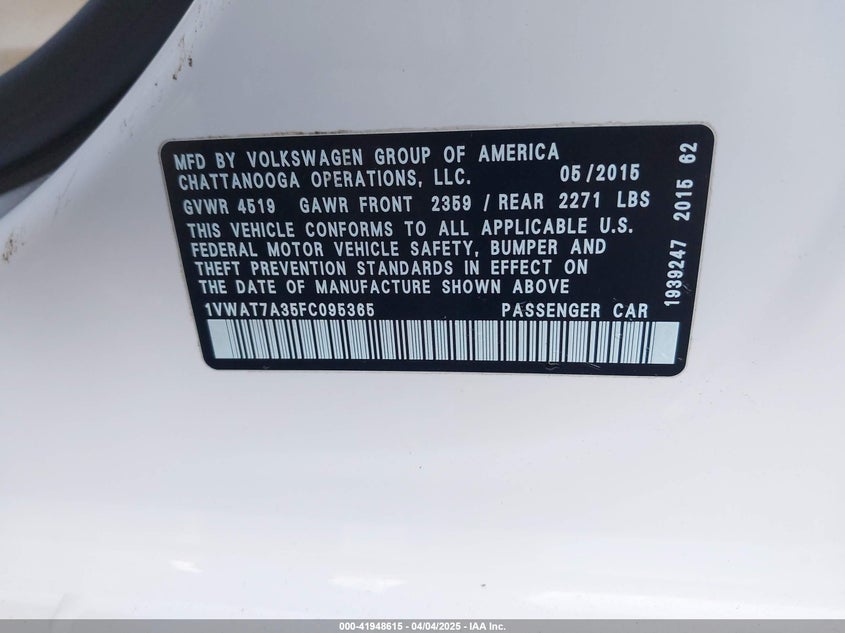 MFD BY VOLKSWAGEN GROUP OF AMERICA
CHATTANOOGA OPERATIONS, LLC. 05/2015
GVWR 4519 GAWR FRONT 2359 / REAR 2271 LBS
THIS VEHICLE CONFORMS TO ALL APPLICABLE U.S.
FEDERAL MOTOR VEHICLE SAFETY, BUMPER AND
THEFT PREVENTION STANDARDS IN EFFECT ON
THE DATE OF MANUFACTURE SHOWN ABOVE
1VWAT7A35FC095365 PASSENGER CAR
1939247 2015 62
000-41948615 - 04/04/2025 - IAA Inc.